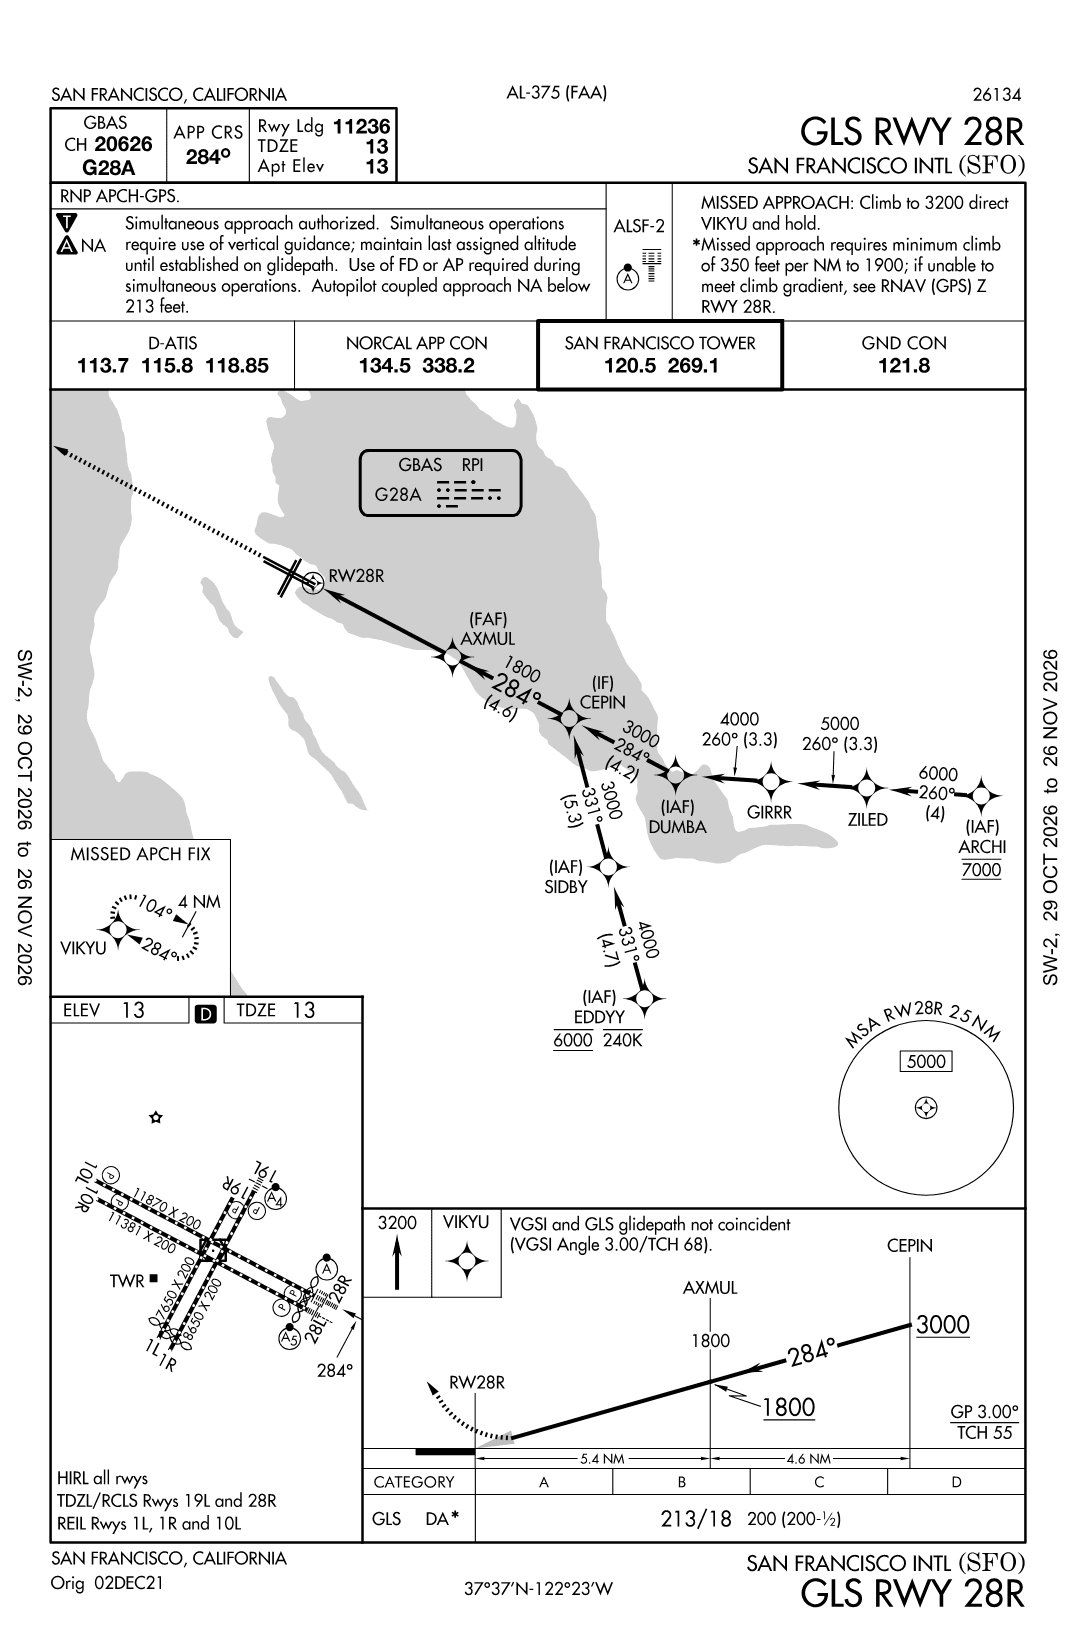 SAN FRANCISCO, CALIFORNIA
AL-375 (FAA)
26134
GBAS
CH 20626
G28A
APP CRS
284°
Rwy Ldg 11236
TDZE 13
Apt Elev 13
GLS RWY 28R
SAN FRANCISCO INTL (SFO)
RNP APCH-GPS.
T
A NA
Simultaneous approach authorized. Simultaneous operations
require use of vertical guidance; maintain last assigned altitude
until established on glidepath. Use of FD or AP required during
simultaneous operations. Autopilot coupled approach NA below
213 feet.
ALSF-2
A
MISSED APPROACH: Climb to 3200 direct
VIKYU and hold.
*Missed approach requires minimum climb
of 350 feet per NM to 1900; if unable to
meet climb gradient, see RNAV (GPS) Z
RWY 28R.
D-ATIS
113.7 115.8 118.85
NORCAL APP CON
134.5 338.2
SAN FRANCISCO TOWER
120.5 269.1
GND CON
121.8
GBAS RPI
G28A
RW28R
(FAF)
AXMUL
1800
284°
(4.6)
(IF)
CEPIN
3000
284°
(4.2)
(IAF)
DUMBA
4000
260° (3.3)
GIRRR
5000
260° (3.3)
ZILED
6000
260°
(4)
(IAF)
ARCHI
7000
3000
331°
(5.3)
(IAF)
SIDBY
4000
331°
(4.7)
(IAF)
EDDYY
6000 240K
MISSED APCH FIX
104°
4 NM
VIKYU
284°
MSA RW28R 25 NM
5000
SW-2, 29 OCT 2026 to 26 NOV 2026
SW-2, 29 OCT 2026 to 26 NOV 2026
ELEV 13
D
TDZE 13
10L
P
10R
P
11870 X 200
11381 X 200
19L
19R
A4
P
P
TWR
7650 X 200
8650 X 200
1L
1R
A
P
P
28R
28L
A5
284°
HIRL all rwys
TDZL/RCLS Rwys 19L and 28R
REIL Rwys 1L, 1R and 10L
3200
VIKYU
VGSI and GLS glidepath not coincident
(VGSI Angle 3.00/TCH 68).
CEPIN
AXMUL
1800
284°
3000
RW28R
1800
GP 3.00°
TCH 55
5.4 NM
4.6 NM
CATEGORY A B C D
GLS DA* 213/18 200 (200-½)
SAN FRANCISCO, CALIFORNIA
Orig 02DEC21
37°37'N-122°23'W
SAN FRANCISCO INTL (SFO)
GLS RWY 28R